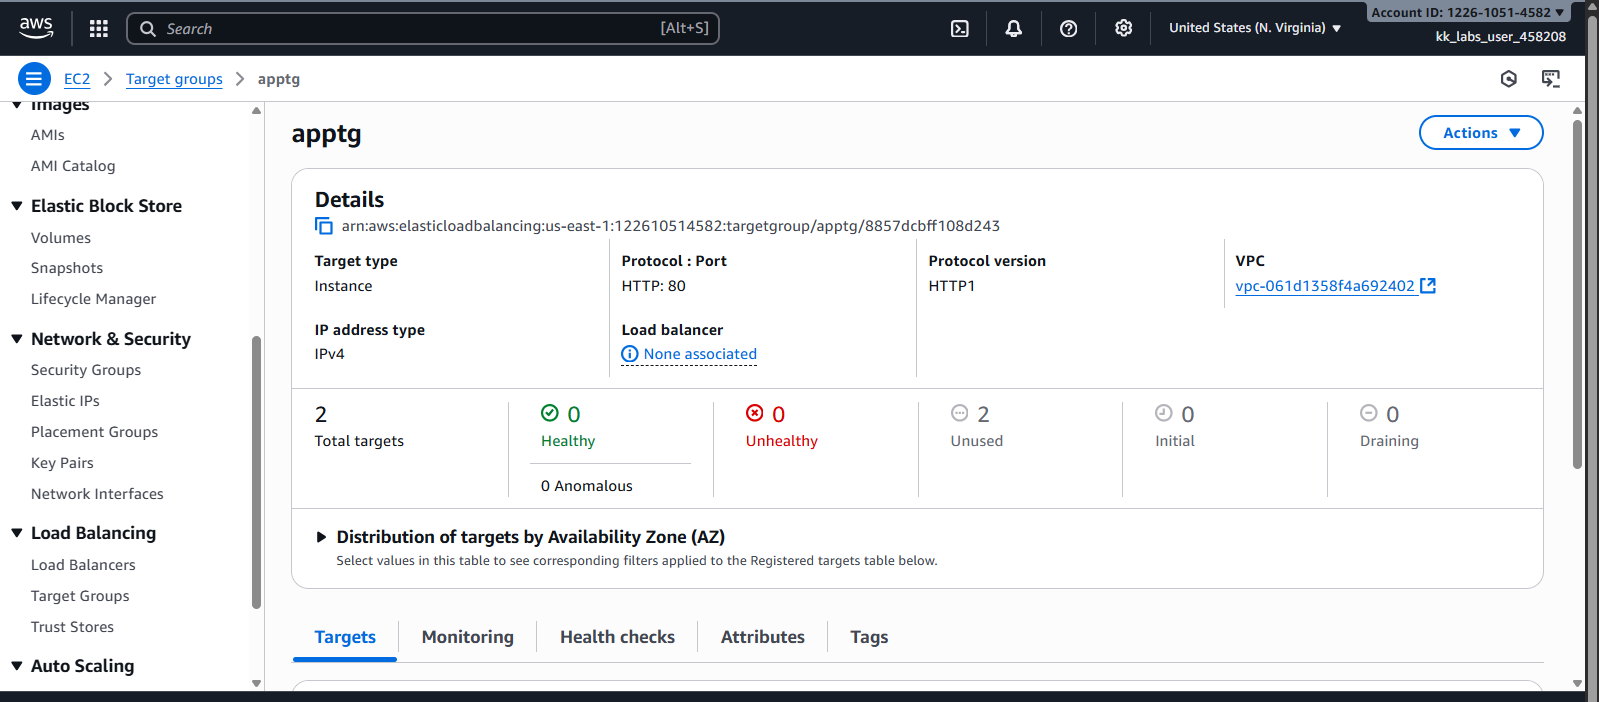 aws
Search
[Alt+S]
United States (N. Virginia)
Account ID: 1226-1051-4582
kk_labs_user_458208
EC2
Target groups
apptg
Images
AMIs
AMI Catalog
Elastic Block Store
Volumes
Snapshots
Lifecycle Manager
Network & Security
Security Groups
Elastic IPs
Placement Groups
Key Pairs
Network Interfaces
Load Balancing
Load Balancers
Target Groups
Trust Stores
Auto Scaling
apptg
Actions
Details
arn:aws:elasticloadbalancing:us-east-1:122610514582:targetgroup/apptg/8857dcbff108d243
Target type
Instance
Protocol : Port
HTTP: 80
Protocol version
HTTP1
VPC
vpc-061d1358f4a692402
IP address type
IPv4
Load balancer
None associated
2
Total targets
0
Healthy
0 Anomalous
0
Unhealthy
2
Unused
0
Initial
0
Draining
Distribution of targets by Availability Zone (AZ)
Select values in this table to see corresponding filters applied to the Registered targets table below.
Targets
Monitoring
Health checks
Attributes
Tags